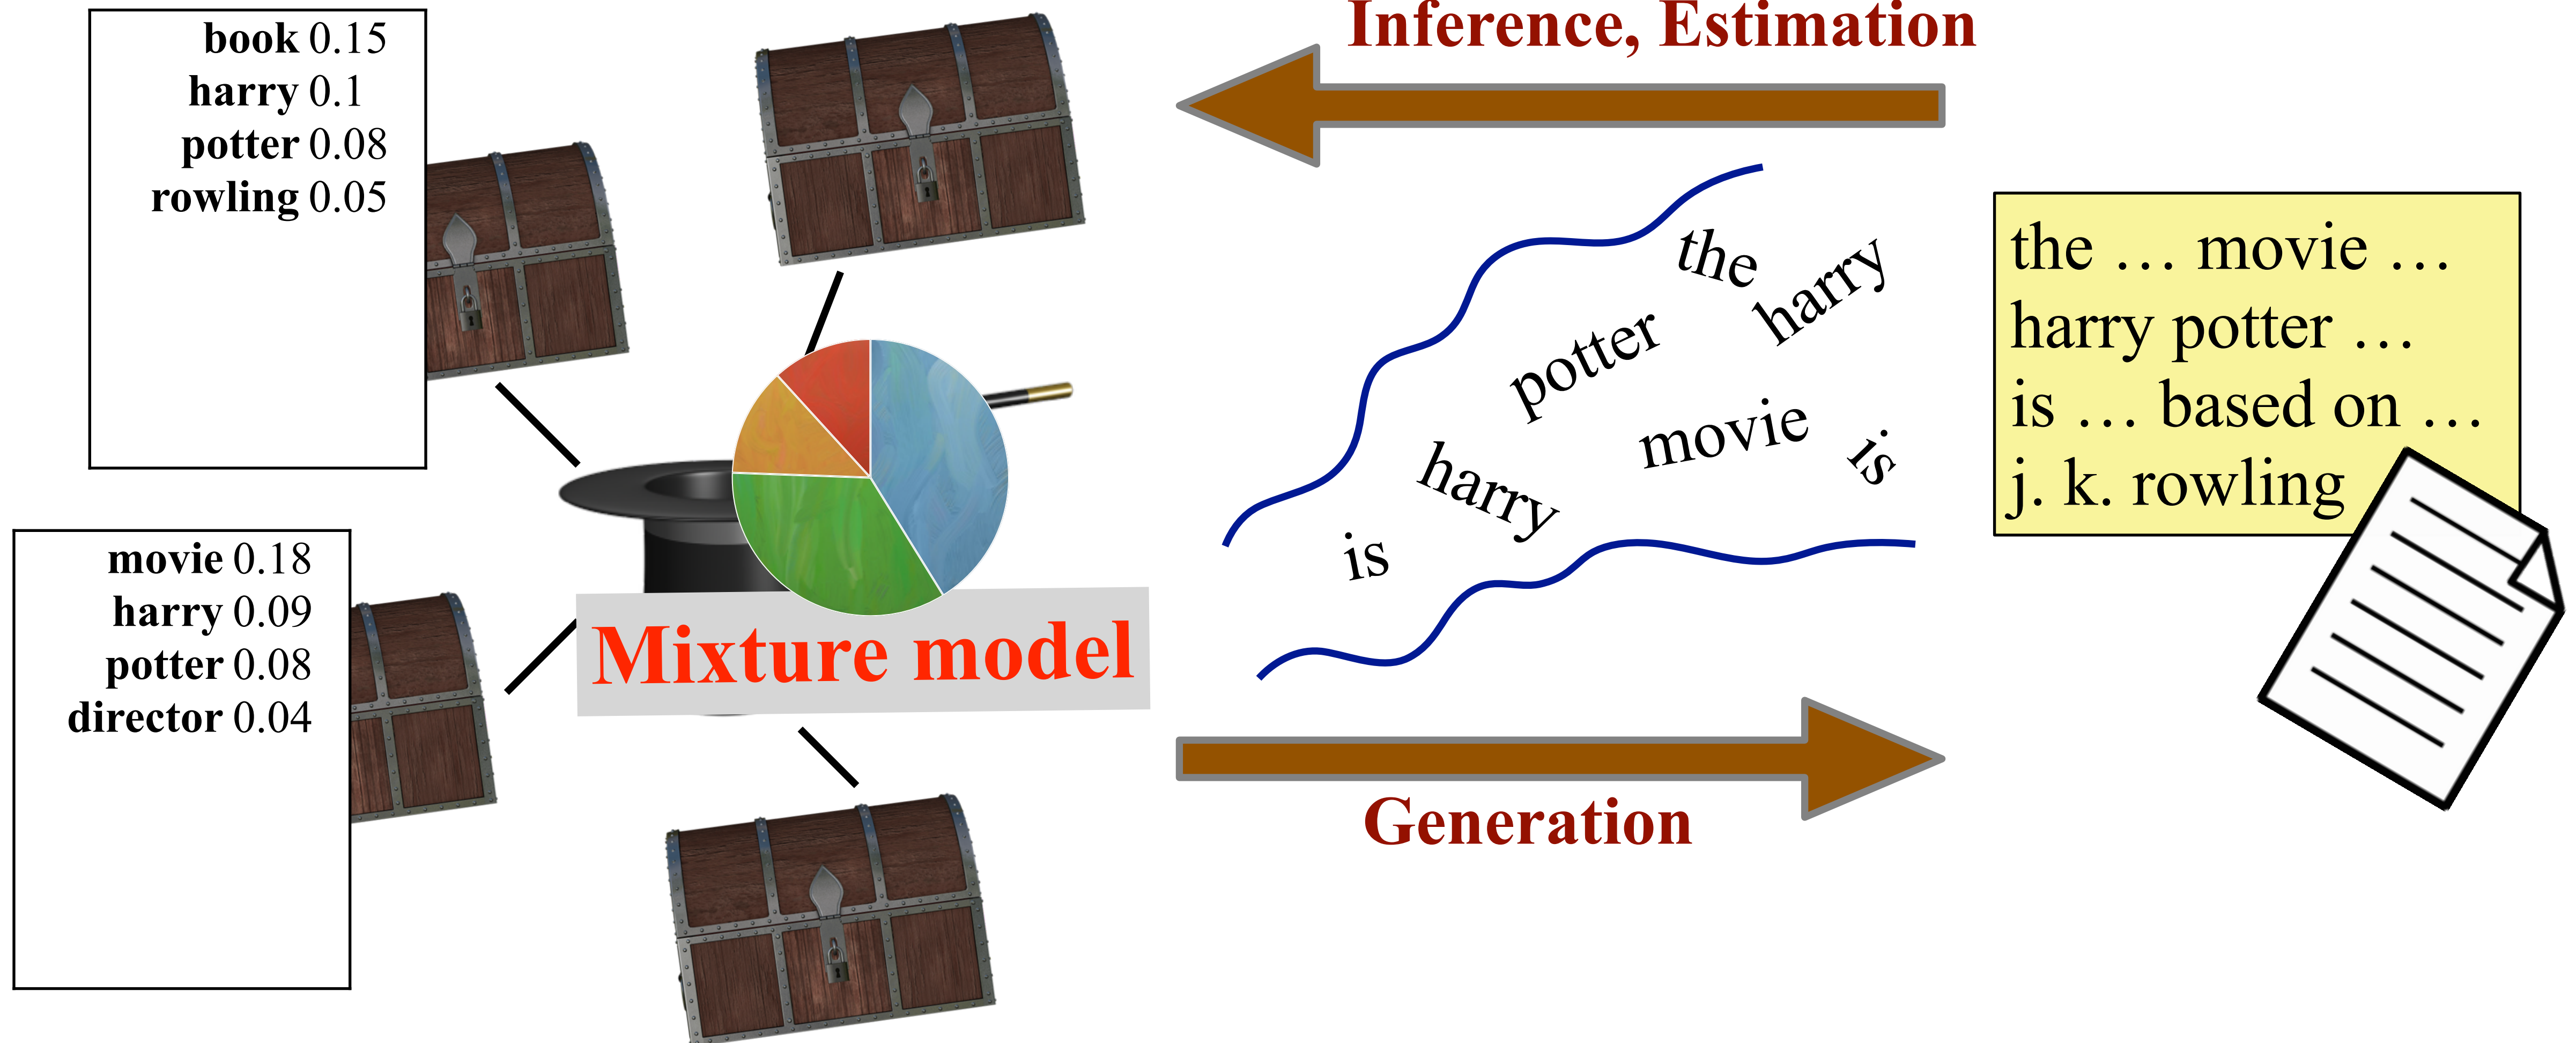 book 0.15
harry 0.1
potter 0.08
rowling 0.05
movie 0.18
harry 0.09
potter 0.08
director 0.04
Mixture model
Inference, Estimation
the
harry
potter
movie
is
harry
is
Generation
the … movie …
harry potter …
is … based on …
j. k. rowling